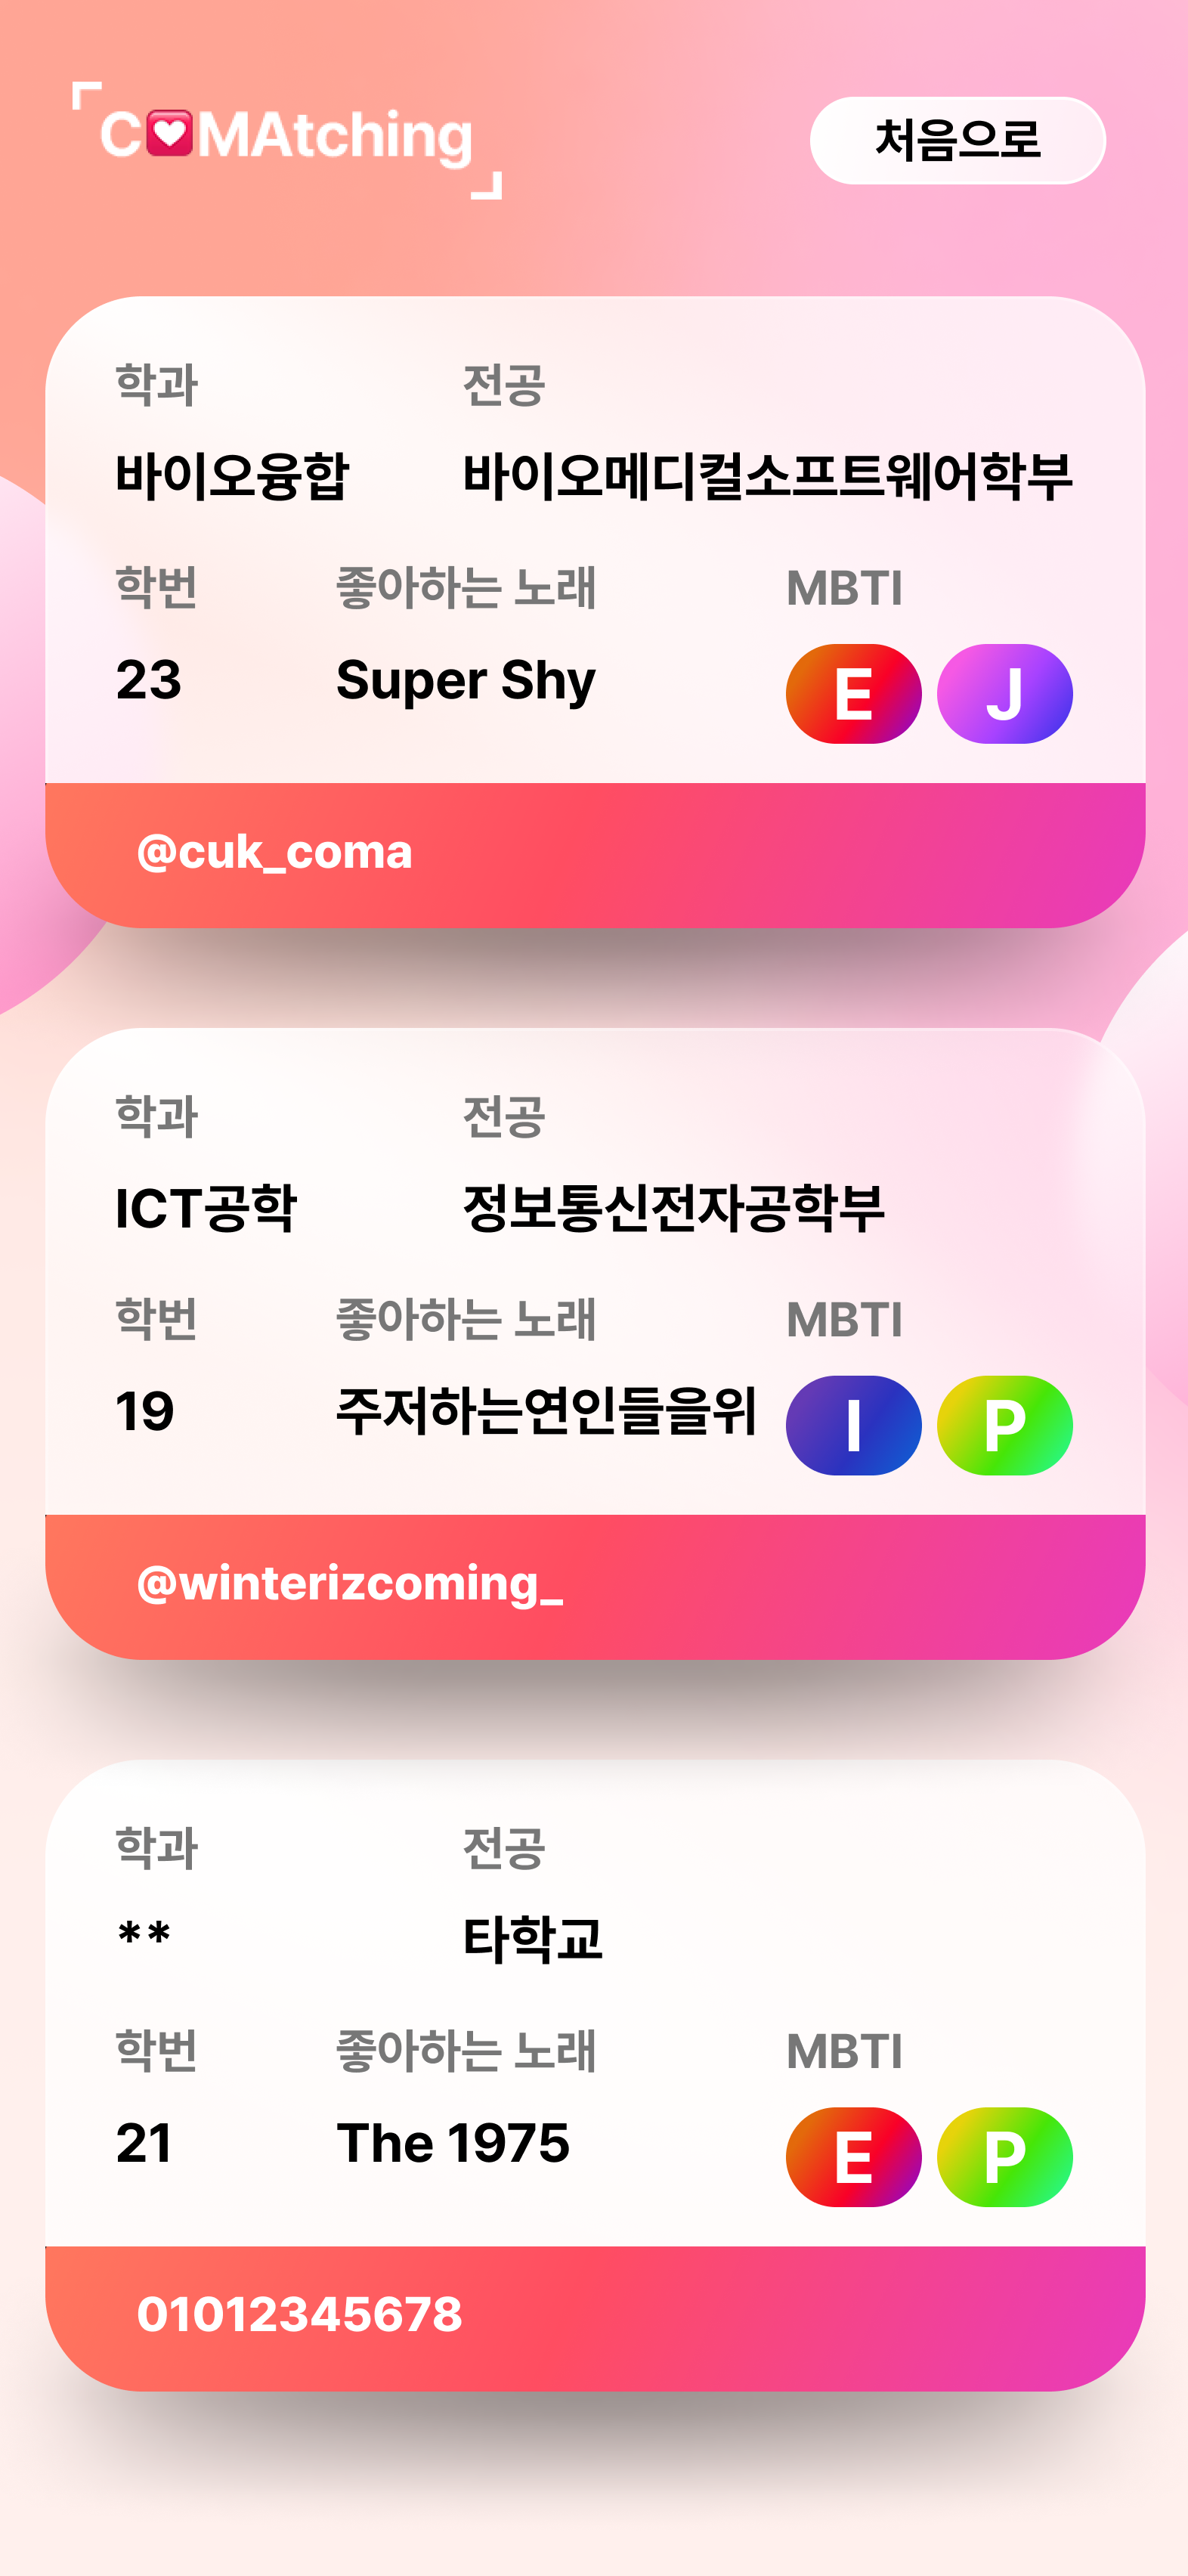 C💟MAtching
처음으로
학과 전공
바이오융합 바이오메디컬소프트웨어학부
학번 좋아하는 노래 MBTI
23 Super Shy E J
@cuk_coma
학과 전공
ICT공학 정보통신전자공학부
학번 좋아하는 노래 MBTI
19 주저하는연인들을위 I P
@winterizcoming_
학과 전공
** 타학교
학번 좋아하는 노래 MBTI
21 The 1975 E P
01012345678